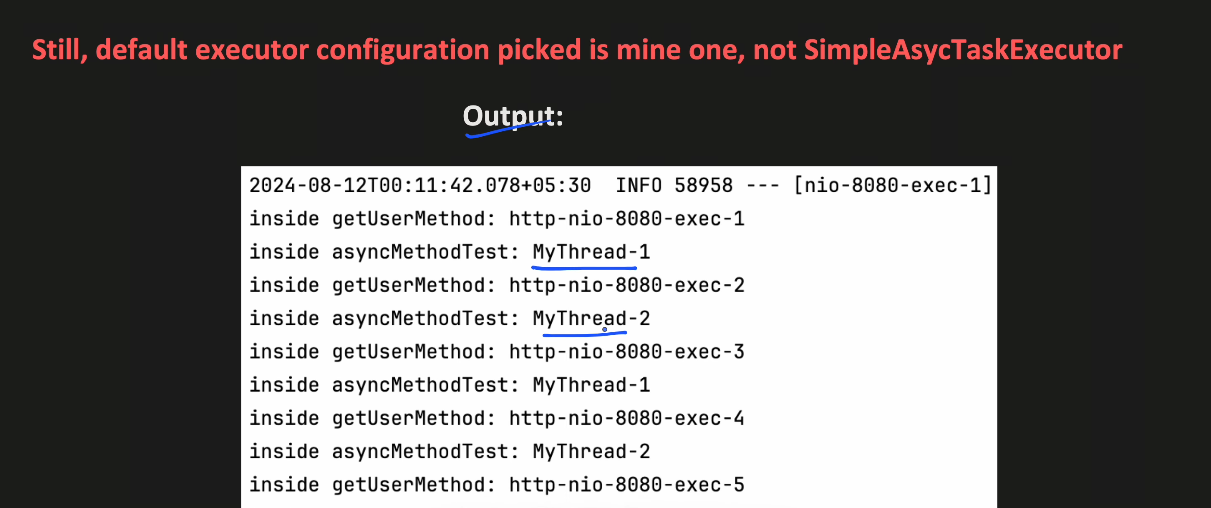 Still, default executor configuration picked is mine one, not SimpleAsycTaskExecutor
Output:
2024-08-12T00:11:42.078+05:30  INFO 58958 --- [nio-8080-exec-1]
inside getUserMethod: http-nio-8080-exec-1
inside asyncMethodTest: MyThread-1
inside getUserMethod: http-nio-8080-exec-2
inside asyncMethodTest: MyThread-2
inside getUserMethod: http-nio-8080-exec-3
inside asyncMethodTest: MyThread-1
inside getUserMethod: http-nio-8080-exec-4
inside asyncMethodTest: MyThread-2
inside getUserMethod: http-nio-8080-exec-5